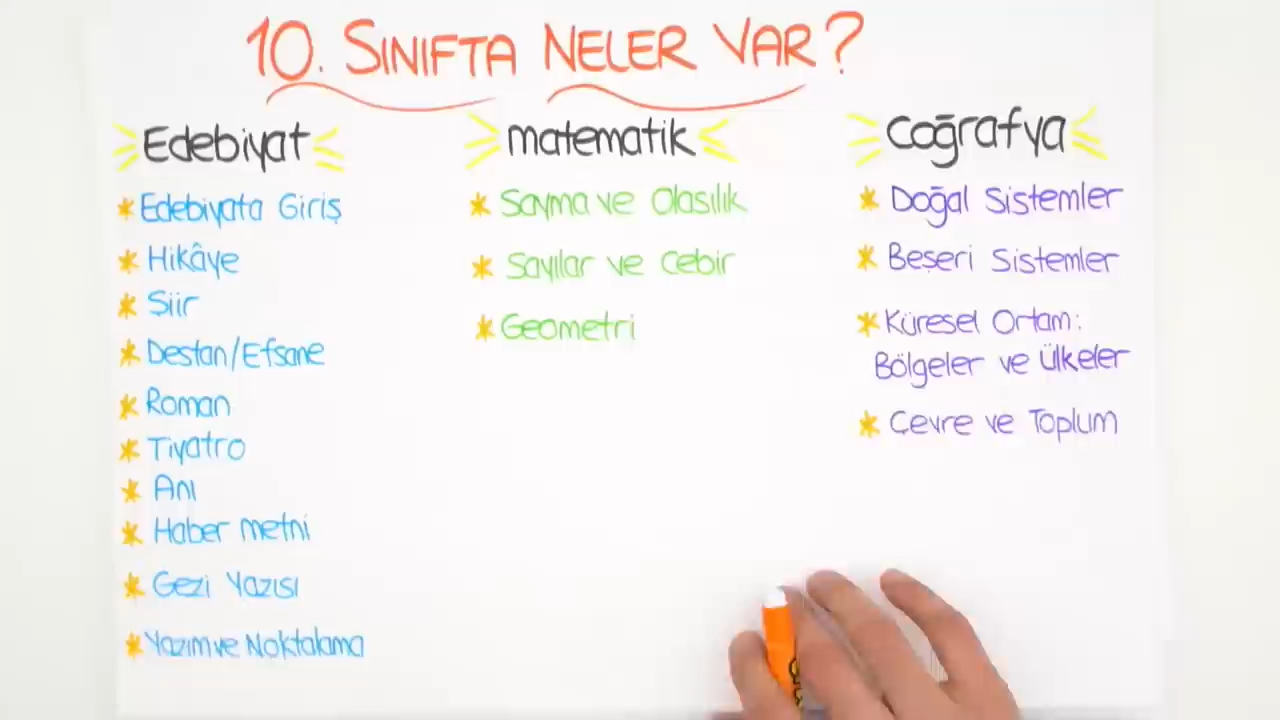 10. SINIFTA NELER VAR?
Edebiyat
Edebiyata Giriş
Hikâye
Şiir
Destan/Efsane
Roman
Tiyatro
Anı
Haber metni
Gezi Yazısı
Yazım ve Noktalama
matematik
Sayma ve Olasılık
Sayılar ve Cebir
Geometri
Coğrafya
Doğal Sistemler
Beşeri Sistemler
Küresel Ortam:
Bölgeler ve Ülkeler
Çevre ve Toplum